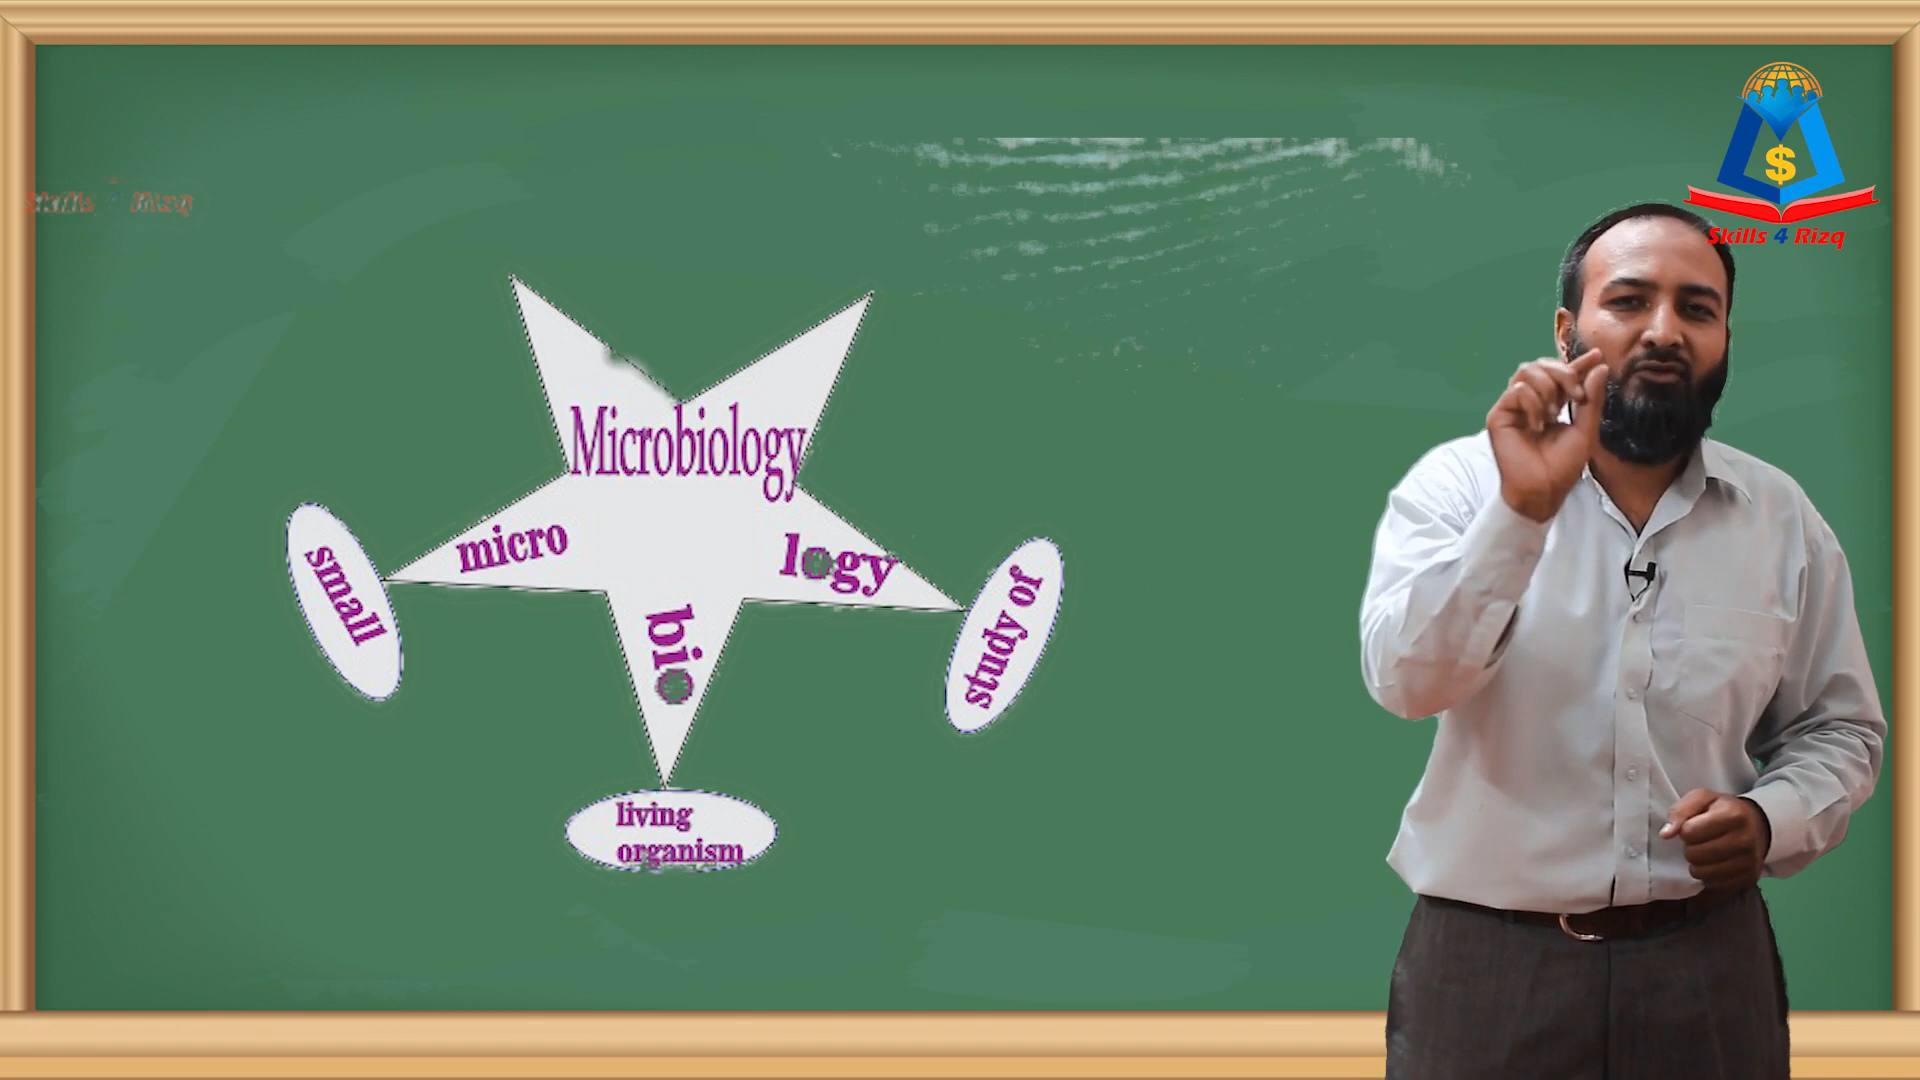 Skills 4 Rizq
Skills 4 Rizq
$
Microbiology
micro
logy
bio
small
study of
living
organism